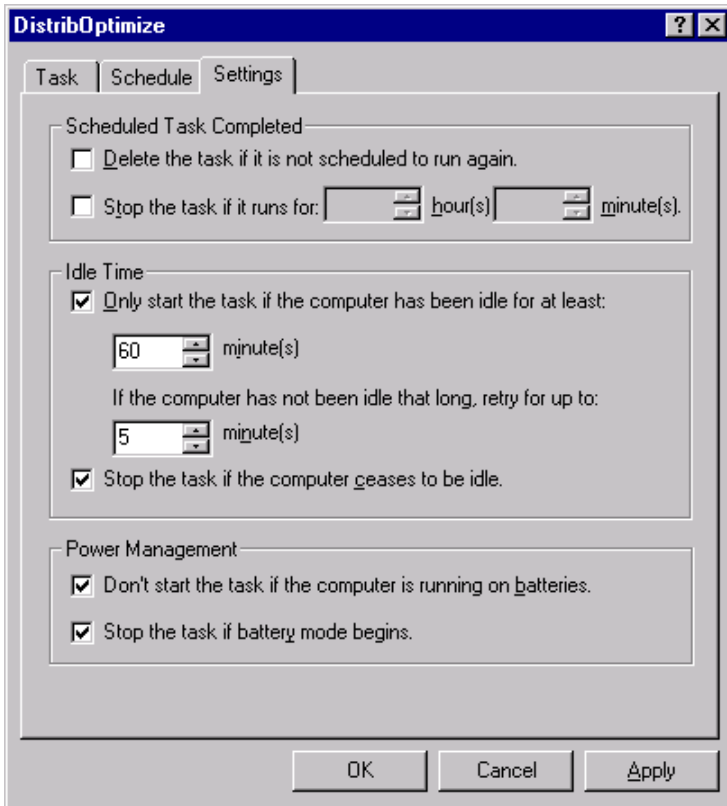 DistribOptimize
Task Schedule Settings
Scheduled Task Completed
Delete the task if it is not scheduled to run again.
Stop the task if it runs for: hour(s) minute(s).
Idle Time
Only start the task if the computer has been idle for at least:
60 minute(s)
If the computer has not been idle that long, retry for up to:
5 minute(s)
Stop the task if the computer ceases to be idle.
Power Management
Don't start the task if the computer is running on batteries.
Stop the task if battery mode begins.
OK Cancel Apply